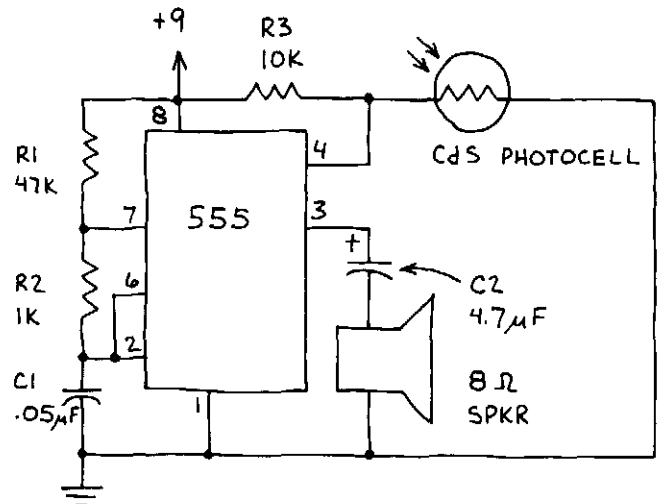 +9
R3
10K
8
4
CdS PHOTOCELL
R1
47K
7
555
3
+
R2
1K
6
2
C2
4.7µF
C1
.05µF
1
8Ω
SPKR